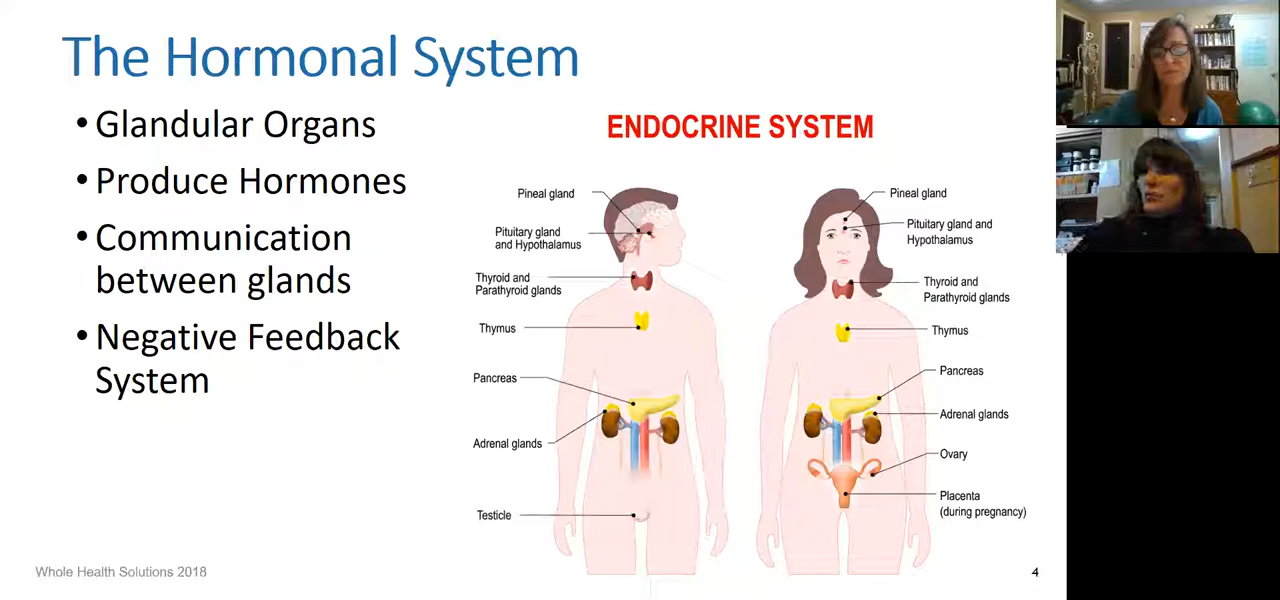 The Hormonal System
• Glandular Organs
• Produce Hormones
• Communication
between glands
• Negative Feedback
System
ENDOCRINE SYSTEM
Pineal gland
Pituitary gland
and Hypothalamus
Thyroid and
Parathyroid glands
Thymus
Pancreas
Adrenal glands
Testicle
Pineal gland
Pituitary gland and
Hypothalamus
Thyroid and
Parathyroid glands
Thymus
Pancreas
Adrenal glands
Ovary
Placenta
(during pregnancy)
Whole Health Solutions 2018
4